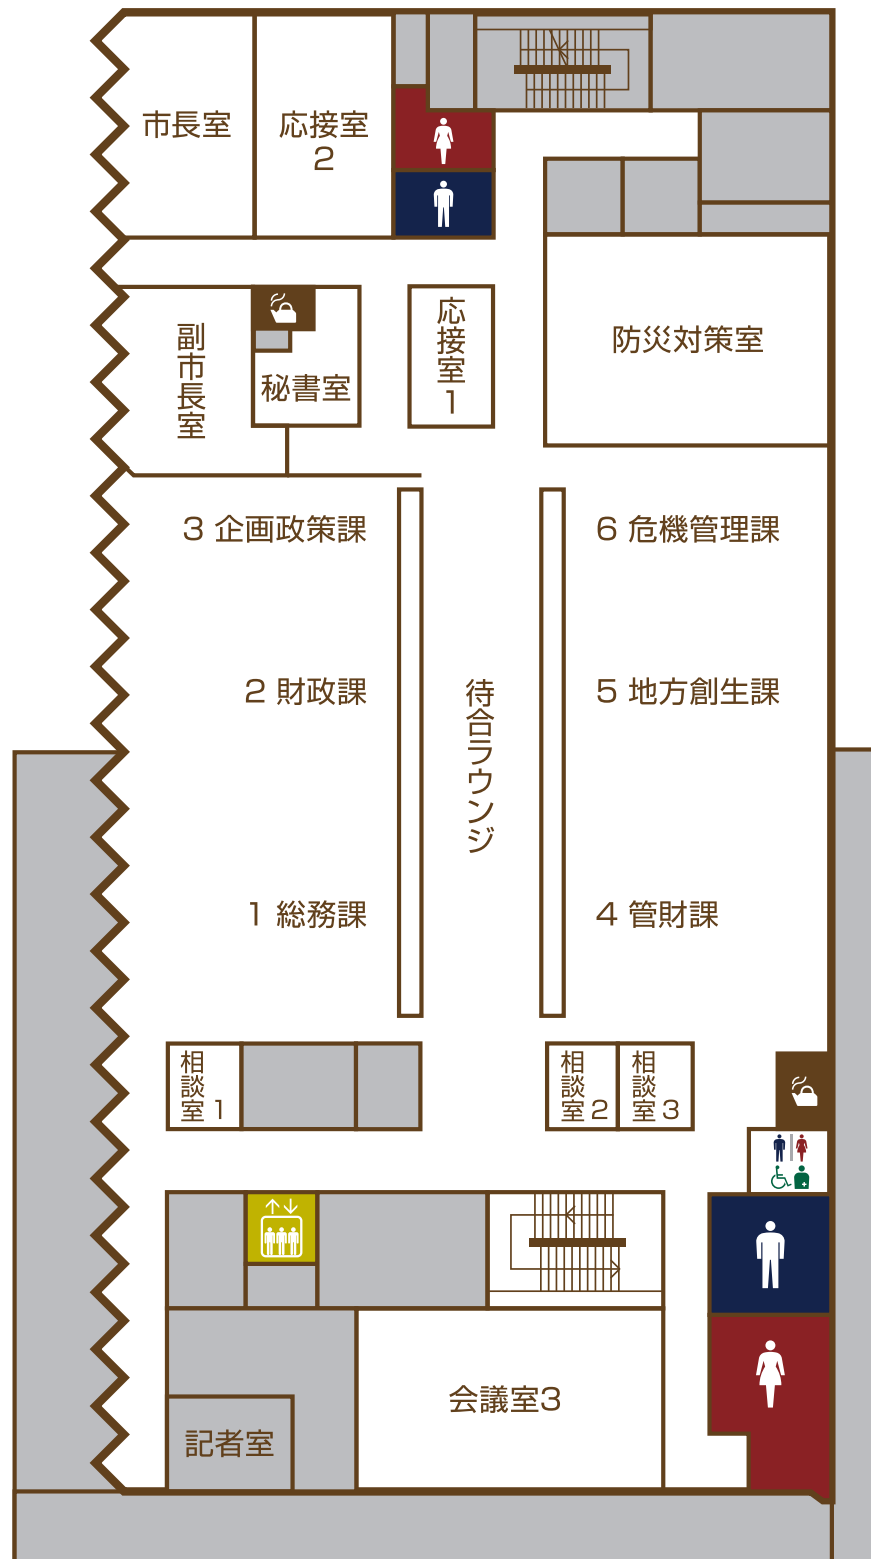 市長室
応接室
2
副市長室
秘書室
応接室1
防災対策室
3 企画政策課
6 危機管理課
2 財政課
5 地方創生課
待合ラウンジ
1 総務課
4 管財課
相談室1
相談室2
相談室3
会議室3
記者室